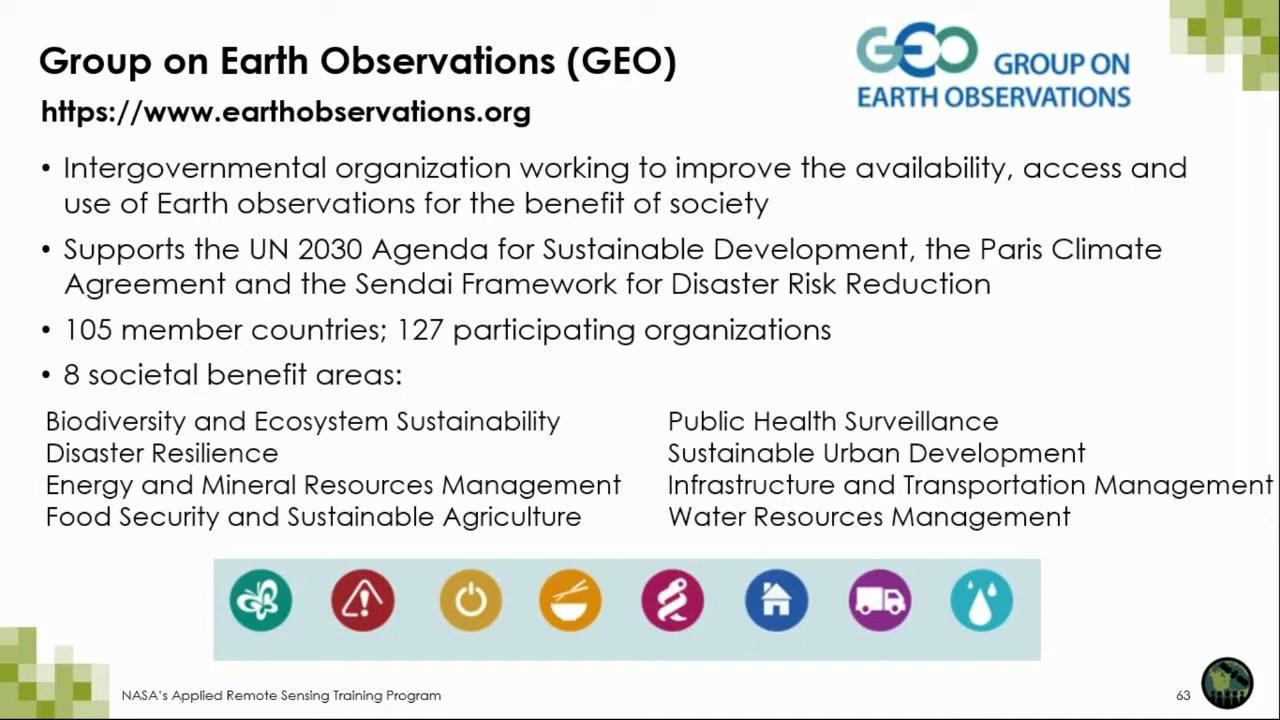 Group on Earth Observations (GEO)
https://www.earthobservations.org
GEO GROUP ON
EARTH OBSERVATIONS
• Intergovernmental organization working to improve the availability, access and
use of Earth observations for the benefit of society
• Supports the UN 2030 Agenda for Sustainable Development, the Paris Climate
Agreement and the Sendai Framework for Disaster Risk Reduction
• 105 member countries; 127 participating organizations
• 8 societal benefit areas:
Biodiversity and Ecosystem Sustainability
Disaster Resilience
Energy and Mineral Resources Management
Food Security and Sustainable Agriculture
Public Health Surveillance
Sustainable Urban Development
Infrastructure and Transportation Management
Water Resources Management
NASA's Applied Remote Sensing Training Program
63